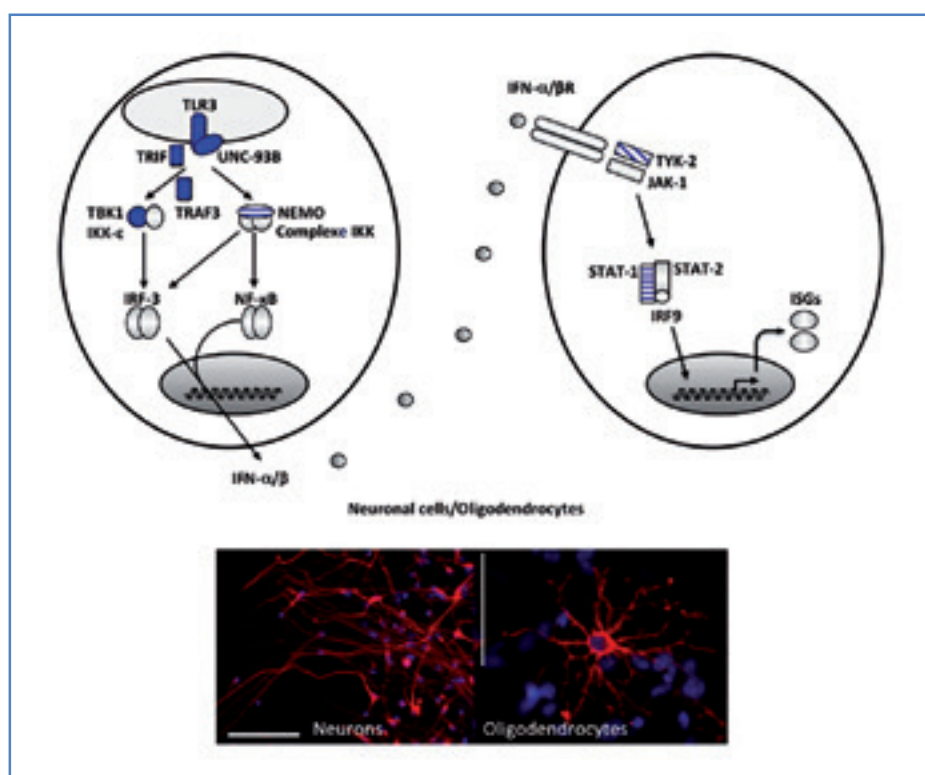 TLR3
TRIF
UNC-93B
TBK1
IKK-ε
TRAF3
NEMO
Complexe IKK
IRF-3
NF-κB
IFN-α/β
IFN-α/βR
TYK-2
JAK-1
STAT-1
STAT-2
IRF9
ISGs
Neuronal cells/Oligodendrocytes
Neurons
Oligodendrocytes